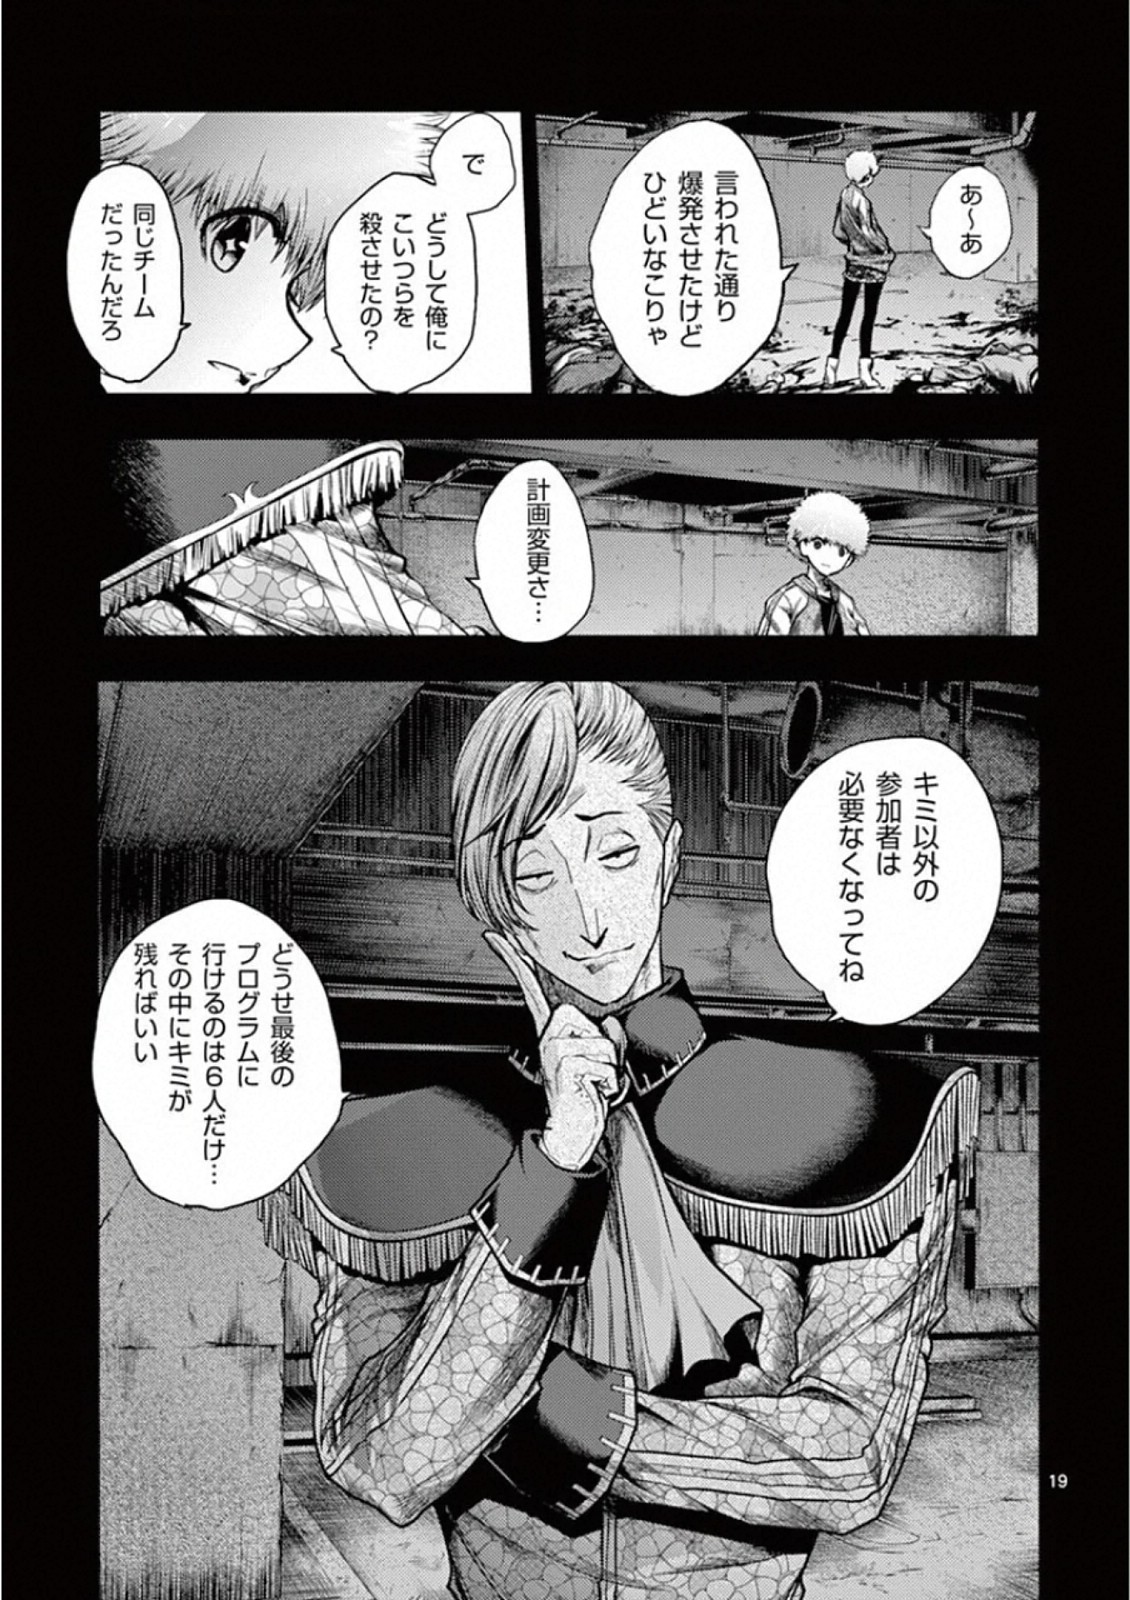 あ〜あ
言われた通り
爆発させたけど
ひどいなこりゃ
で
どうして俺に
こいつらを
殺させたの?
同じチーム
だったんだろ
計画変更さ…
キミ以外の
参加者は
必要なくなってね
どうせ最後の
プログラムに
行けるのは6人だけ…
その中にキミが
残ればいい
19